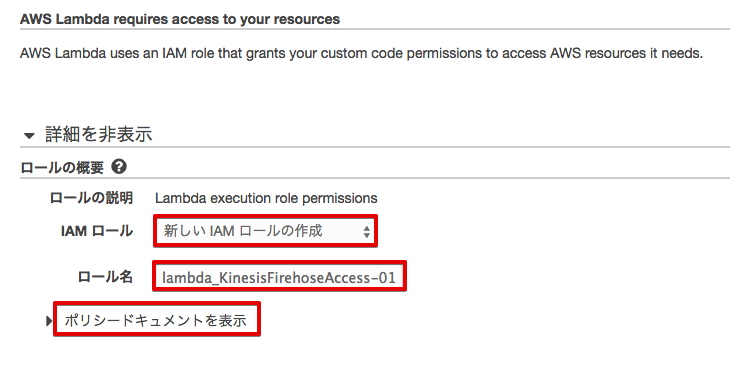 AWS Lambda requires access to your resources
AWS Lambda uses an IAM role that grants your custom code permissions to access AWS resources it needs.
詳細を非表示
ロールの概要 ?
ロールの説明 Lambda execution role permissions
IAM ロール 新しい IAM ロールの作成
ロール名 lambda_KinesisFirehoseAccess-01
ポリシードキュメントを表示